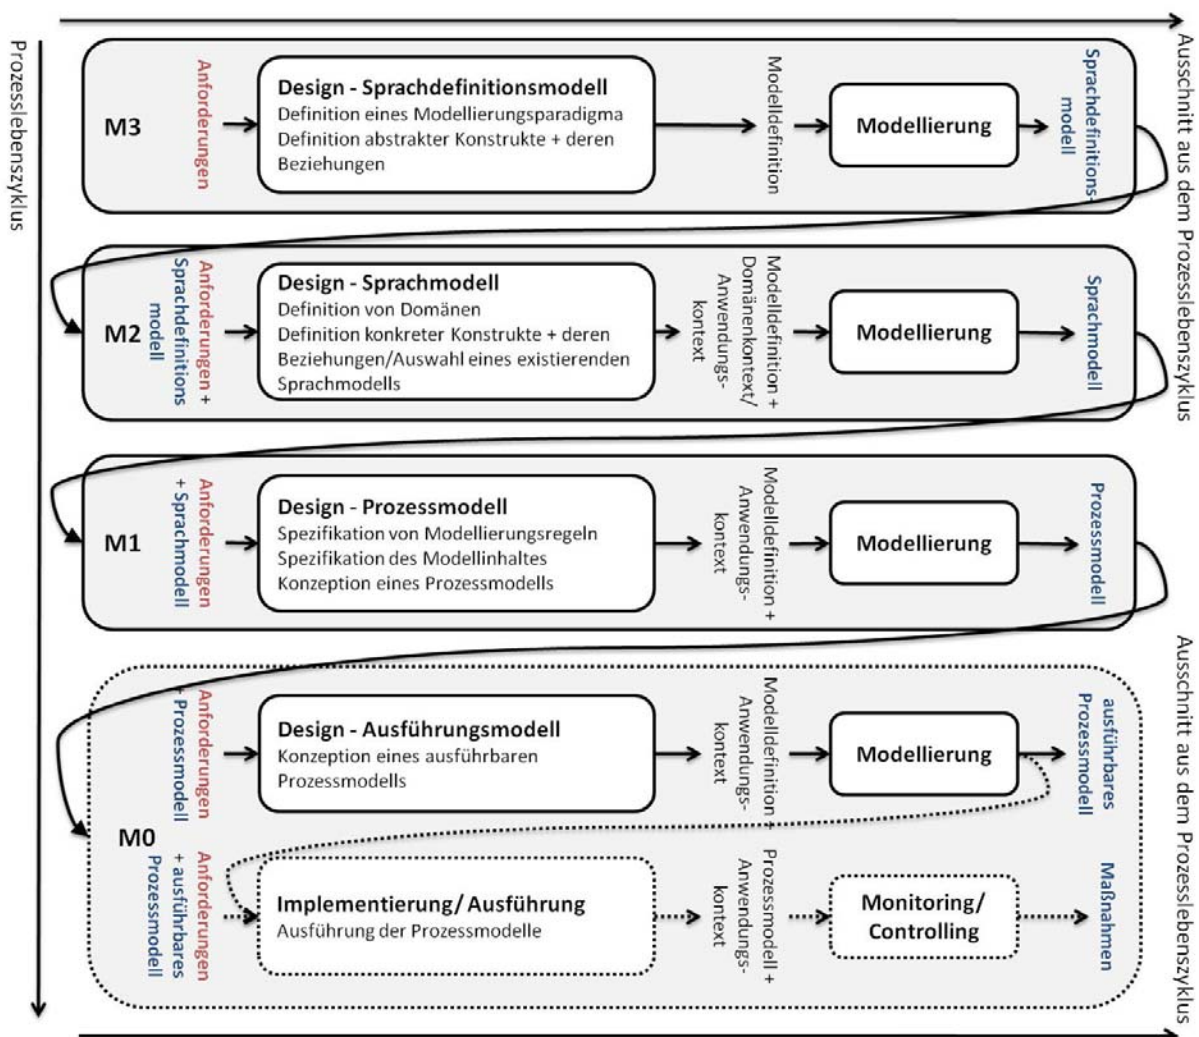 Prozesslebenszyklus
Ausschnitt aus dem Prozesslebenszyklus
M3
Anforderungen
Design - Sprachdefinitionsmodell
Definition eines Modellierungsparadigma
Definition abstrakter Konstrukte + deren
Beziehungen
Modelldefinition
Modellierung
Sprachdefinitions-
modell
M2
Anforderungen +
Sprachdefinitions
modell
Design - Sprachmodell
Definition von Domänen
Definition konkreter Konstrukte + deren
Beziehungen/Auswahl eines existierenden
Sprachmodells
Modelldefinition +
Domänenkontext/
Anwendungs-
kontext
Modellierung
Sprachmodell
M1
Anforderungen
+ Sprachmodell
Design - Prozessmodell
Spezifikation von Modellierungsregeln
Spezifikation des Modellinhaltes
Konzeption eines Prozessmodells
Modelldefinition +
Anwendungs-
kontext
Modellierung
Prozessmodell
Ausschnitt aus dem Prozesslebenszyklus
M0
Anforderungen
+ Prozessmodell
Design - Ausführungsmodell
Konzeption eines ausführbaren
Prozessmodells
Modelldefinition +
Anwendungs-
kontext
Modellierung
ausführbares
Prozessmodell
Anforderungen
+ ausführbares
Prozessmodell
Implementierung/ Ausführung
Ausführung der Prozessmodelle
Prozessmodell +
Anwendungs-
kontext
Monitoring/
Controlling
Maßnahmen